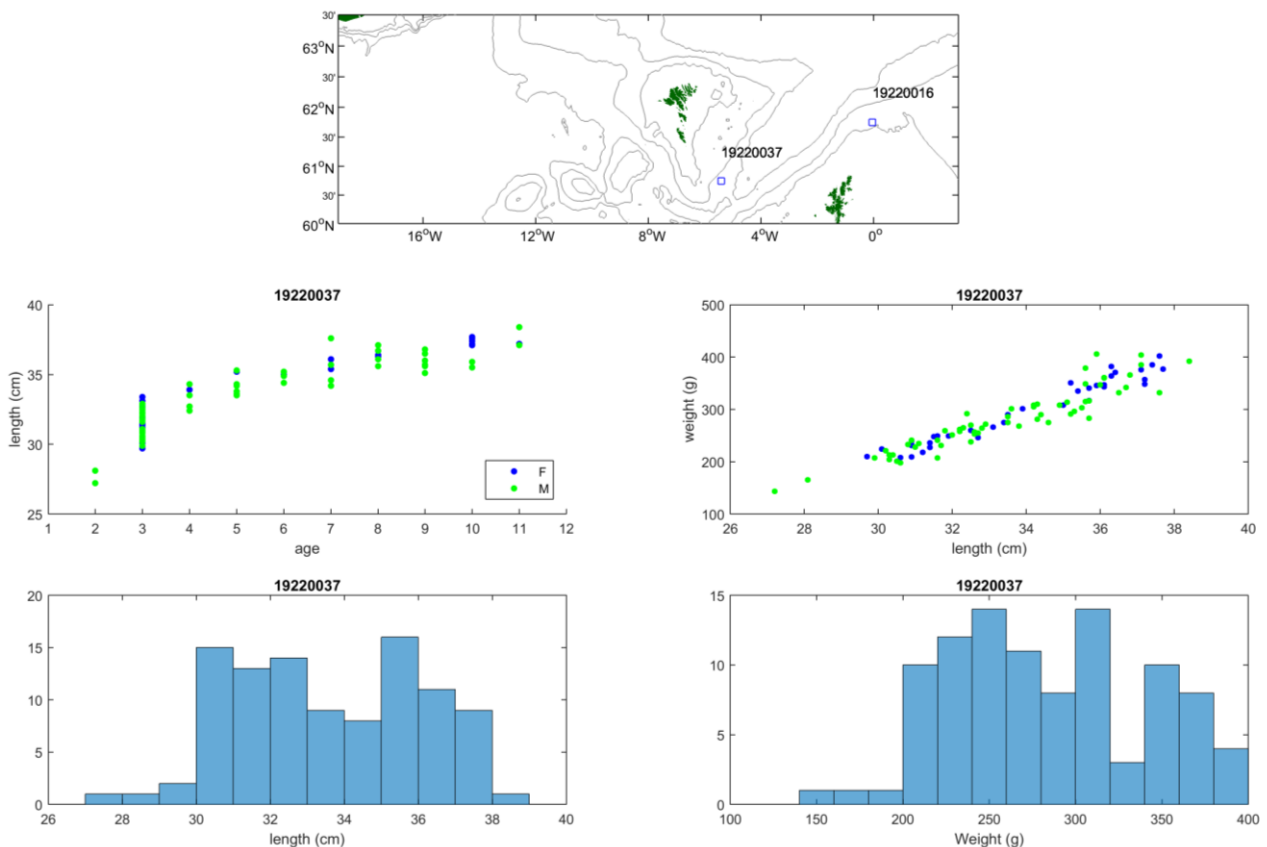 30'
63°N
30'
62°N
30'
61°N
30'
60°N
16°W
12°W
8°W
4°W
0°
19220016
19220037
19220037
40
35
30
25
length (cm)
1 2 3 4 5 6 7 8 9 10 11 12
age
F
M
19220037
500
400
300
200
100
weight (g)
26 28 30 32 34 36 38 40
length (cm)
19220037
20
15
10
5
0
26 28 30 32 34 36 38 40
length (cm)
19220037
15
10
5
0
100 150 200 250 300 350 400
Weight (g)